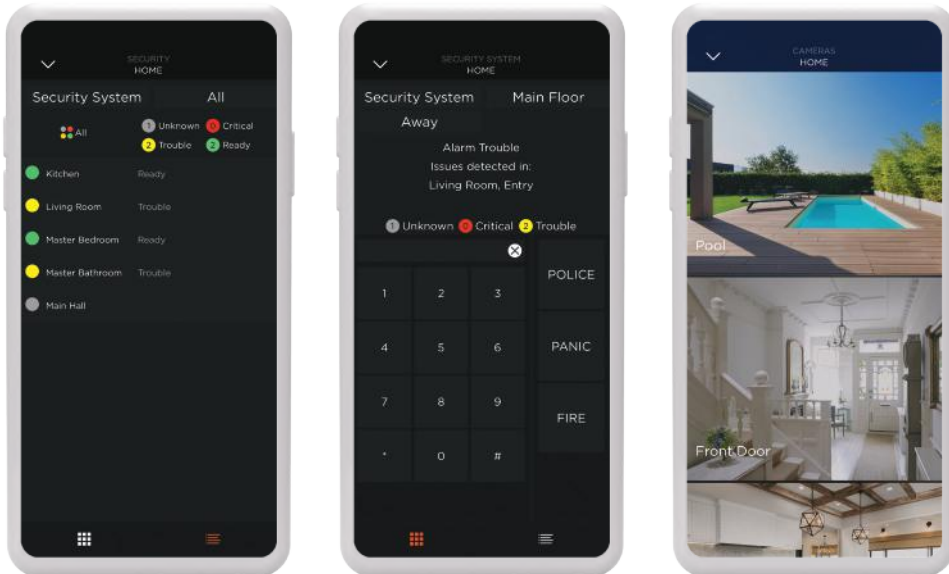 SECURITY
HOME
Security System All
All
1 Unknown 0 Critical
2 Trouble 2 Ready
Kitchen Ready
Living Room Trouble
Master Bedroom Ready
Master Bathroom Trouble
Main Hall
SECURITY SYSTEM
HOME
Security System Main Floor
Away
Alarm Trouble
Issues detected in:
Living Room, Entry
1 Unknown 0 Critical 2 Trouble
POLICE
1 2 3
4 5 6
PANIC
7 8 9
FIRE
* 0 #
CAMERAS
HOME
Pool
Front Door